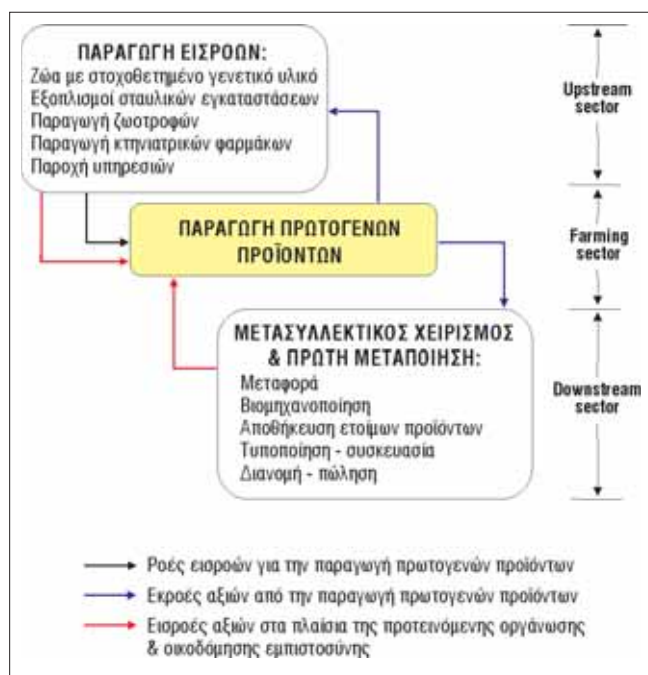 ΠΑΡΑΓΩΓΗ ΕΙΣΡΟΩΝ:
Ζώα με στοχοθετημένο γενετικό υλικό
Εξοπλισμοί σταυλικών εγκαταστάσεων
Παραγωγή ζωοτροφών
Παραγωγή κτηνιατρικών φαρμάκων
Παροχή υπηρεσιών
Upstream
sector
ΠΑΡΑΓΩΓΗ ΠΡΩΤΟΓΕΝΩΝ
ΠΡΟΪΟΝΤΩΝ
Farming
sector
ΜΕΤΑΣΥΛΛΕΚΤΙΚΟΣ ΧΕΙΡΙΣΜΟΣ
& ΠΡΩΤΗ ΜΕΤΑΠΟΙΗΣΗ:
Μεταφορά
Βιομηχανοποίηση
Αποθήκευση ετοίμων προϊόντων
Τυποποίηση - συσκευασία
Διανομή - πώληση
Downstream
sector
Ροές εισροών για την παραγωγή πρωτογενών προϊόντων
Εκροές αξιών από την παραγωγή πρωτογενών προϊόντων
Εισροές αξιών στα πλαίσια της προτεινόμενης οργάνωσης
& οικοδόμησης εμπιστοσύνης